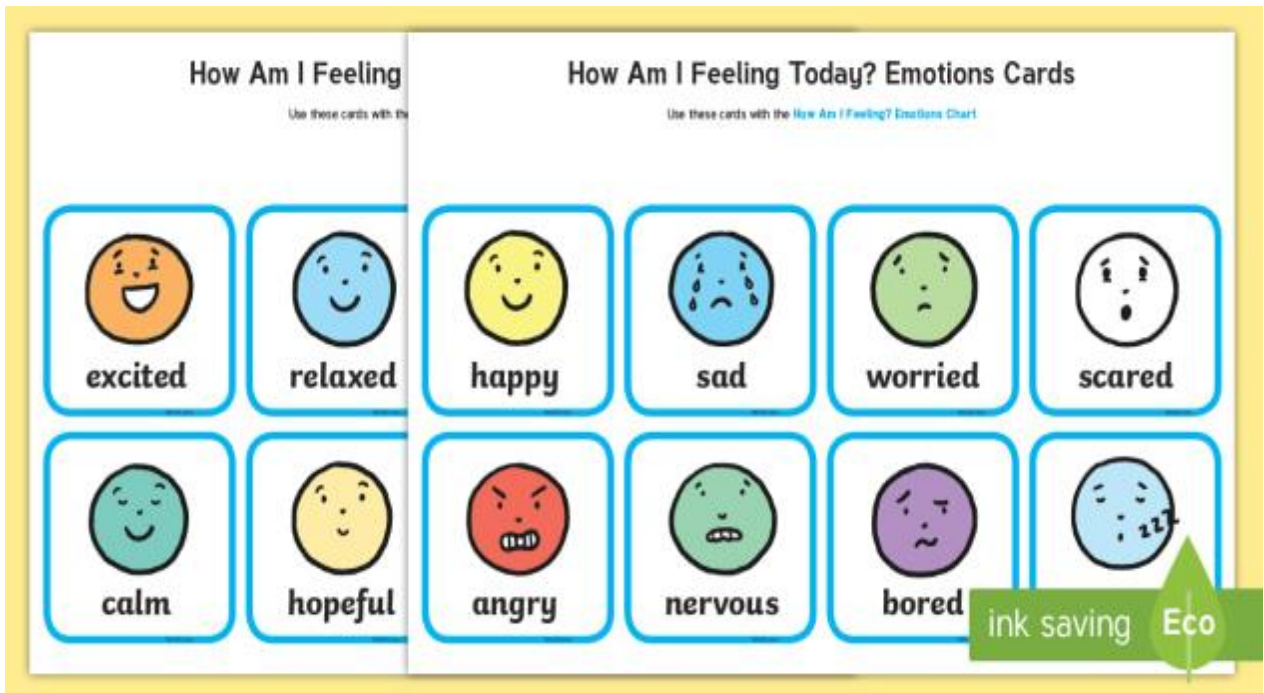 How Am I Feeling
Use these cards with the
excited
relaxed
calm
hopeful
How Am I Feeling Today? Emotions Cards
Use these cards with the How Am I Feeling? Emotions Chart
happy
sad
worried
scared
angry
nervous
bored
zzz
ink saving
Eco